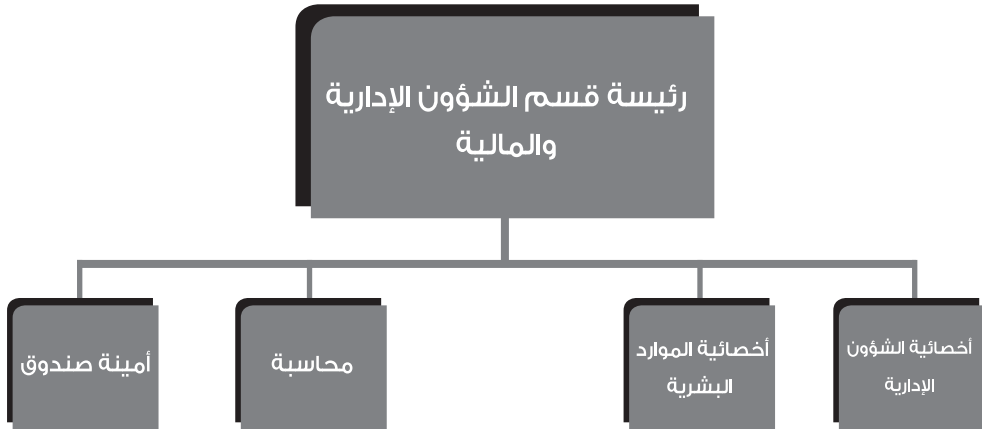 رئيسة قسم الشؤون الإدارية
والمالية
أخصائية الشؤون
الإدارية
أخصائية الموارد
البشرية
محاسبة
أمينة صندوق